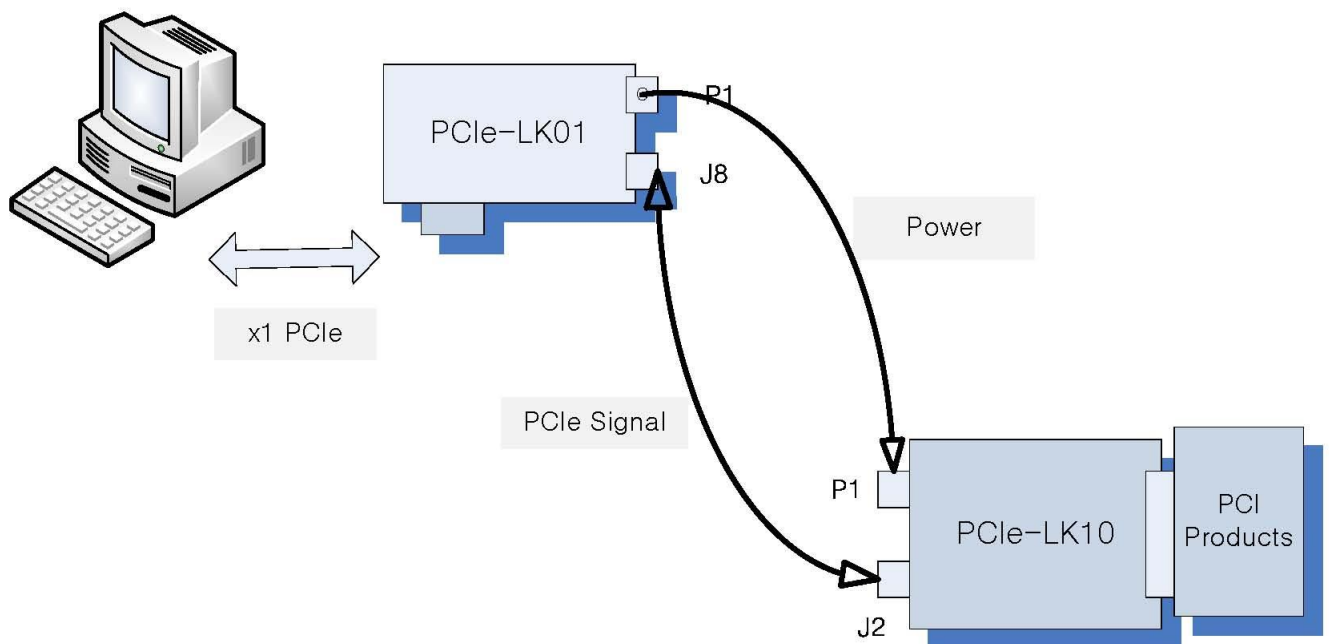 P1
PCIe-LK01
J8
Power
x1 PCIe
PCIe Signal
P1
PCIe-LK10
PCI
Products
J2